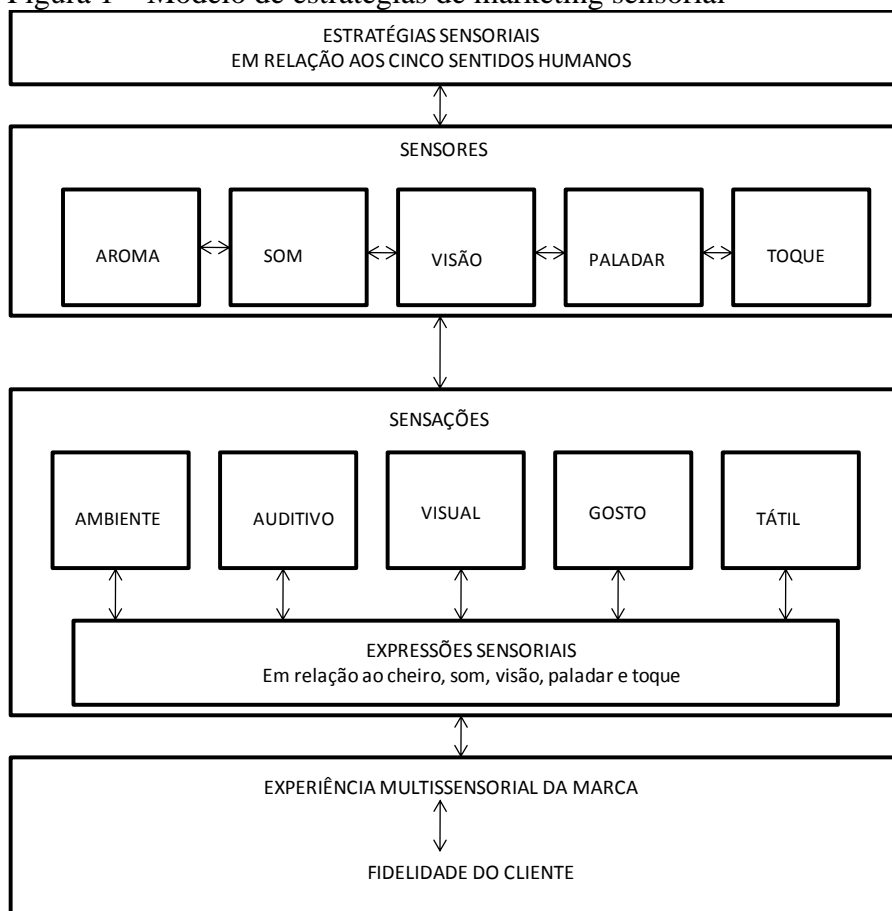 Figura 1 – Modelo de estratégias de marketing sensorial
ESTRATÉGIAS SENSORIAIS
EM RELAÇÃO AOS CINCO SENTIDOS HUMANOS
SENSORES
AROMA
SOM
VISÃO
PALADAR
TOQUE
SENSAÇÕES
AMBIENTE
AUDITIVO
VISUAL
GOSTO
TÁTIL
EXPRESSÕES SENSORIAIS
Em relação ao cheiro, som, visão, paladar e toque
EXPERIÊNCIA MULTISSENSORIAL DA MARCA
FIDELIDADE DO CLIENTE